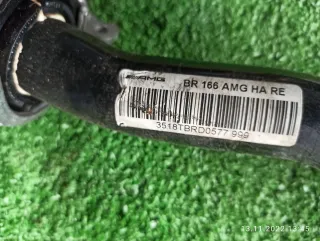 AMG
BR 166 AMG HA RE
3518TBRD0577 999
13.11.2022 13:45